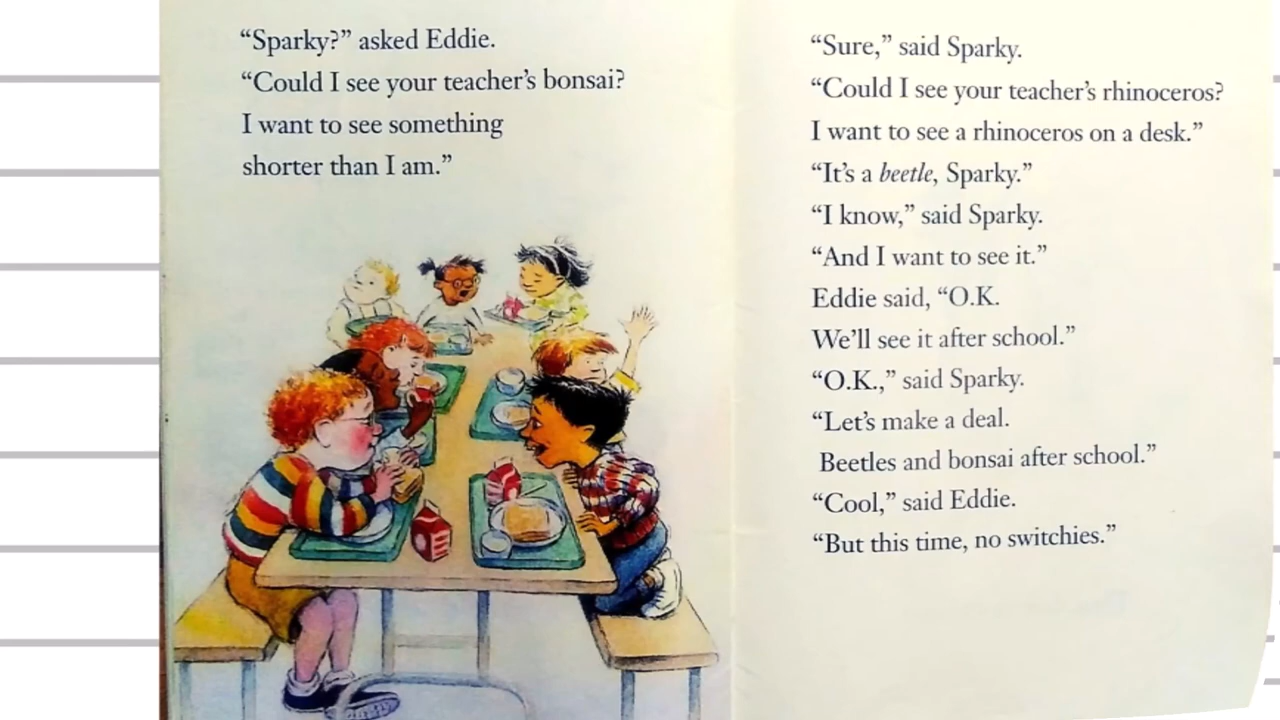 “Sparky?” asked Eddie.
“Could I see your teacher’s bonsai?
I want to see something
shorter than I am.”
“Sure,” said Sparky.
“Could I see your teacher’s rhinoceros?
I want to see a rhinoceros on a desk.”
“It’s a beetle, Sparky.”
“I know,” said Sparky.
“And I want to see it.”
Eddie said, “O.K.
We’ll see it after school.”
“O.K.,” said Sparky.
“Let’s make a deal.
Beetles and bonsai after school.”
“Cool,” said Eddie.
“But this time, no switchies.”